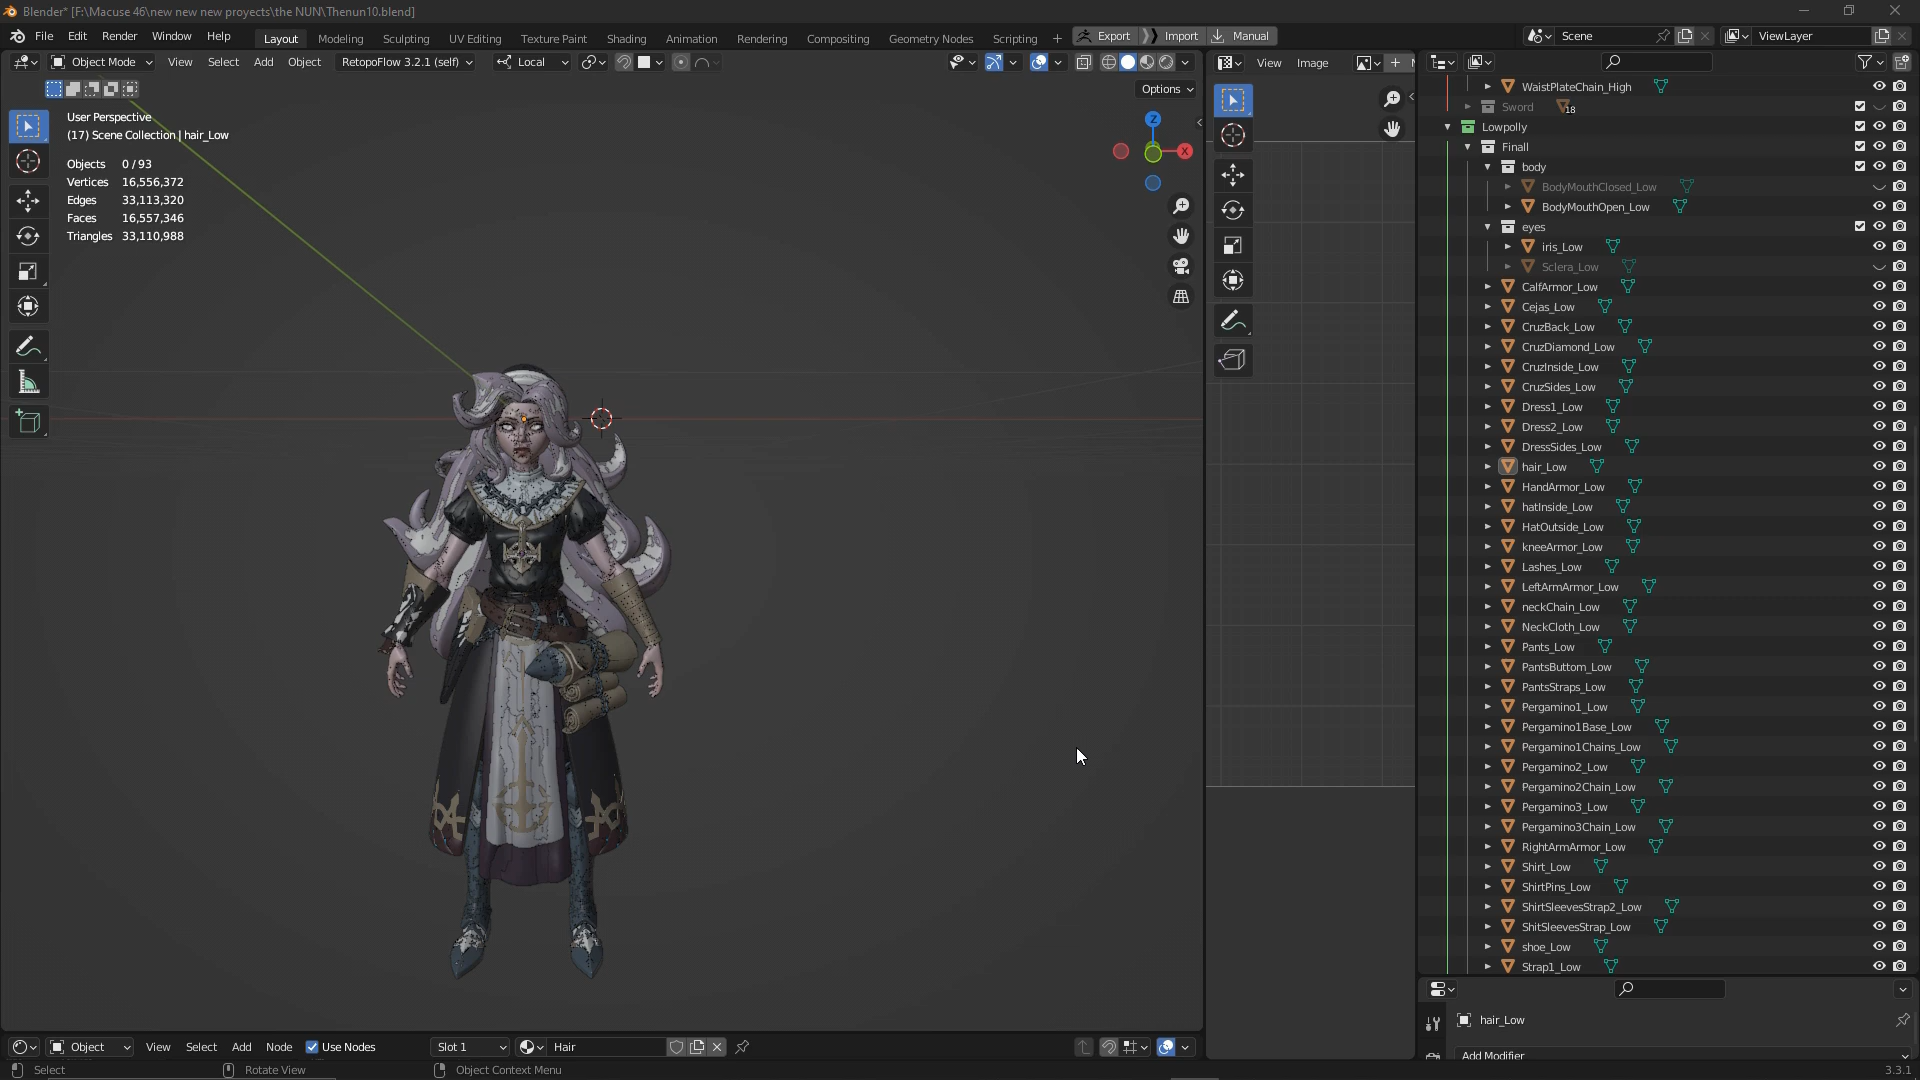 Blender* [F:\Macuse 46\new new new proyects\the NUN\Thenun10.blend]
File Edit Render Window Help Layout Modeling Sculpting UV Editing Texture Paint Shading Animation Rendering Compositing Geometry Nodes Scripting + Export Import Manual Scene ViewLayer
Object Mode View Select Add Object RetopoFlow 3.2.1 (self) Local
View Image
Options
User Perspective
(17) Scene Collection | hair_Low
Objects 0 / 93
Vertices 16,556,372
Edges 33,113,320
Faces 16,557,346
Triangles 33,110,988
Z
X
WaistPlateChain_High
Sword 18
Lowpolly
Finall
body
BodyMouthClosed_Low
BodyMouthOpen_Low
eyes
iris_Low
Sclera_Low
CalfArmor_Low
Cejas_Low
CruzBack_Low
CruzDiamond_Low
CruzInside_Low
CruzSides_Low
Dress1_Low
Dress2_Low
DressSides_Low
hair_Low
HandArmor_Low
hatInside_Low
HatOutside_Low
kneeArmor_Low
Lashes_Low
LeftArmArmor_Low
neckChain_Low
NeckCloth_Low
Pants_Low
PantsButtom_Low
PantsStraps_Low
Pergamino1_Low
Pergamino1Base_Low
Pergamino1Chains_Low
Pergamino2_Low
Pergamino2Chain_Low
Pergamino3_Low
Pergamino3Chain_Low
RightArmArmor_Low
Shirt_Low
ShirtPins_Low
ShirtSleevesStrap2_Low
ShitSleevesStrap_Low
shoe_Low
Strap1_Low
hair_Low
Add Modifier
Object View Select Add Node Use Nodes Slot 1 Hair
Select Rotate View Object Context Menu 3.3.1